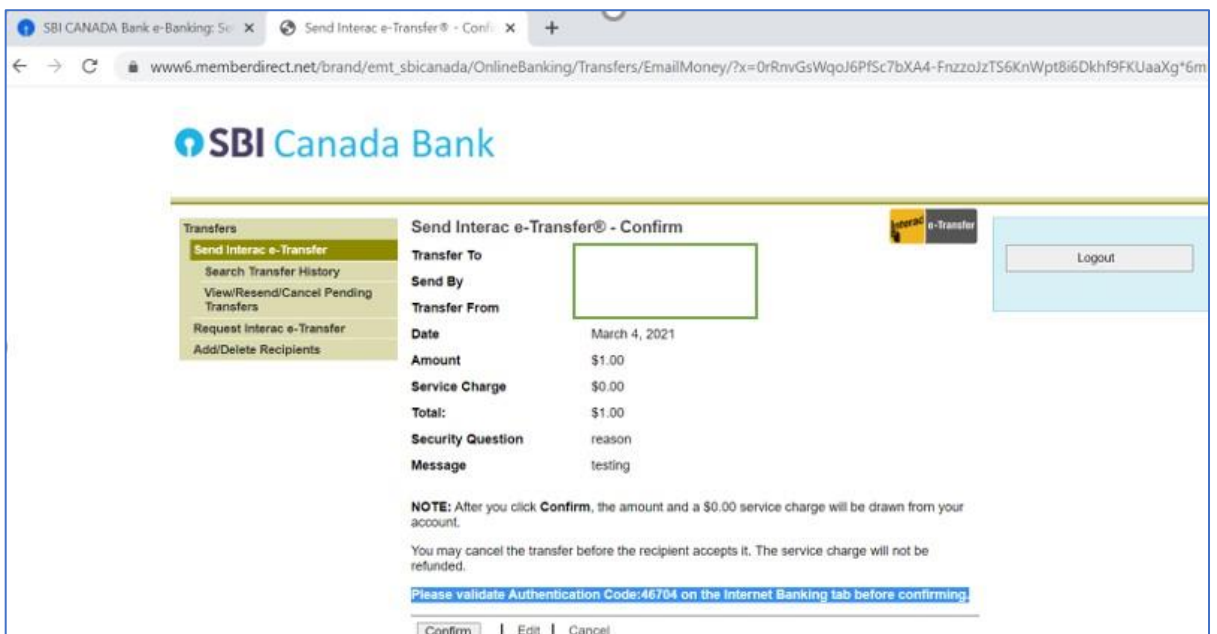 SBI CANADA Bank e-Banking: Se
Send Interac e-Transfer® - Confi
www6.memberdirect.net/brand/emt_sbicanada/OnlineBanking/Transfers/EmailMoney/?x=
SBI Canada Bank
Transfers
Send Interac e-Transfer
Search Transfer History
View/Resend/Cancel Pending
Transfers
Request Interac e-Transfer
Add/Delete Recipients
Send Interac e-Transfer® - Confirm
Interac e-Transfer
Transfer To
Send By
Transfer From
Date March 4, 2021
Amount $1.00
Service Charge $0.00
Total: $1.00
Security Question reason
Message testing
NOTE: After you click Confirm, the amount and a $0.00 service charge will be drawn from your
account.
You may cancel the transfer before the recipient accepts it. The service charge will not be
refunded.
Please validate Authentication Code:46704 on the Internet Banking tab before confirming.
Confirm | Edit | Cancel
Logout